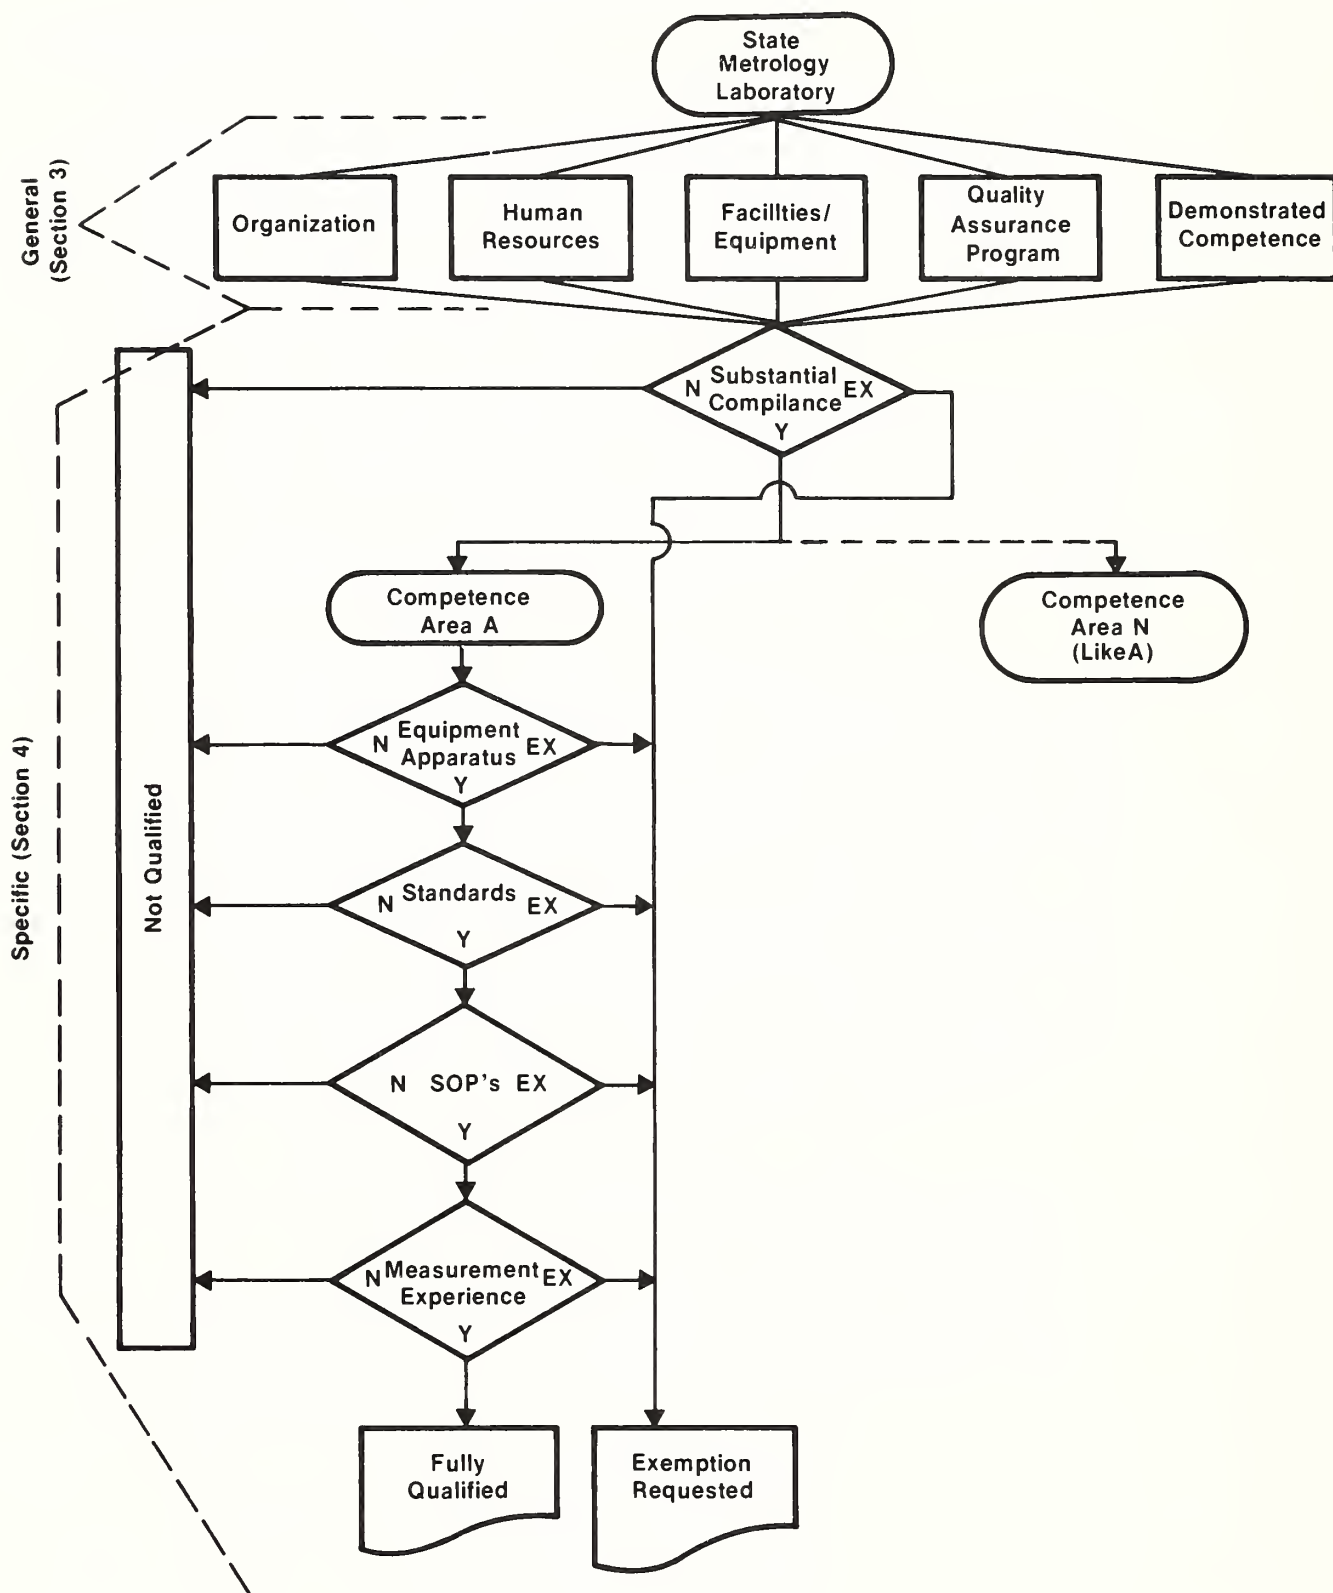 State
Metrology
Laboratory
General
(Section 3)
Organization
Human
Resources
Facillties/
Equipment
Quality
Assurance
Program
Demonstrated
Competence
N Substantial EX
Compilance
Y
Competence
Area A
Competence
Area N
(LikeA)
Specific (Section 4)
Not Qualified
N Equipment EX
Apparatus
Y
N Standards EX
Y
N SOP's EX
Y
N Measurement EX
Experience
Y
Fully
Qualified
Exemption
Requested